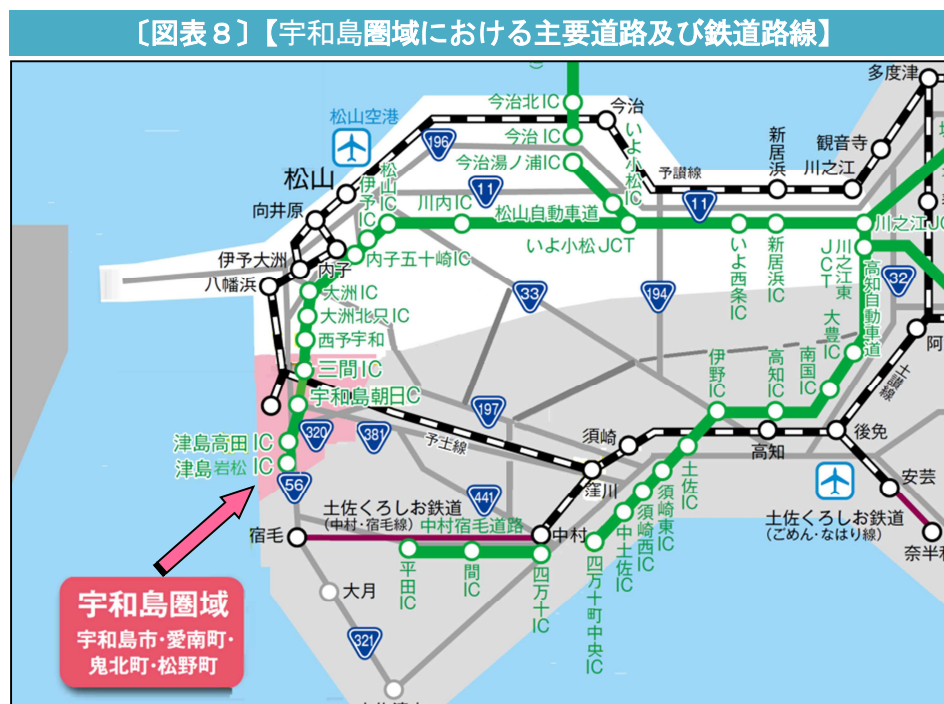 〔図表８〕【宇和島圏域における主要道路及び鉄道路線】
多度津
今治北IC
今治
松山空港
今治IC
196
いよ小松IC
観音寺
今治湯ノ浦IC
予讃線
新居浜
川之江
松山
伊予IC
松山IC
11
川内IC
11
向井原
松山自動車道
川之江JC
いよ小松JCT
いよ西条IC
新居浜IC
川之江東JCT
高知自動車道
伊予大洲
内子
内子五十崎IC
八幡浜
32
大洲IC
33
194
大洲北只IC
大豊IC
西予宇和
阿
三間IC
伊野IC
高知IC
南国IC
土讃線
宇和島朝日C
197
320
381
予土線
須崎
高知
後免
津島高田IC
津島岩松IC
土佐IC
安芸
56
441
窪川
須崎東IC
須崎西IC
中土佐IC
土佐くろしお鉄道
(中村・宿毛線)
中村宿毛道路
土佐くろしお鉄道
(ごめん・なはり線)
宿毛
中村
奈半利
平田IC
間IC
四万十IC
四万十町中央IC
大月
宇和島圏域
宇和島市・愛南町・
鬼北町・松野町
321